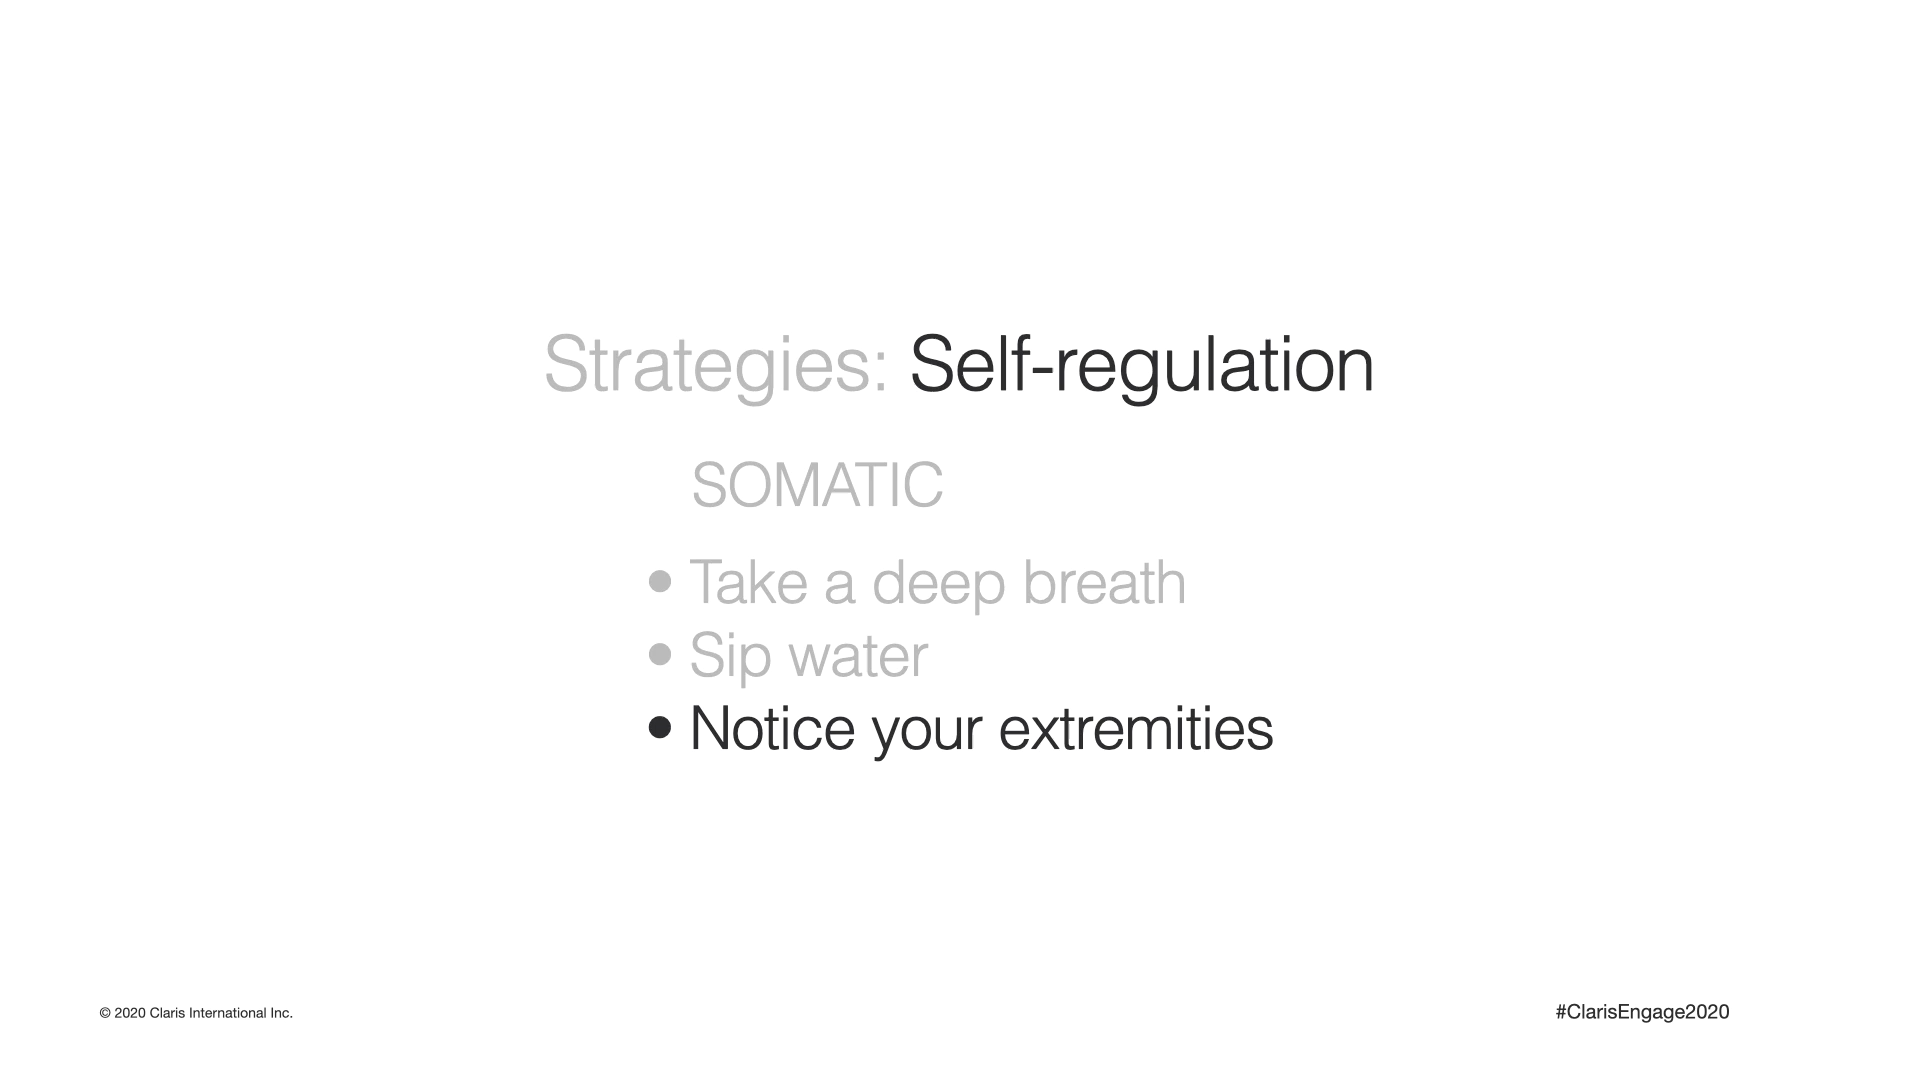 Strategies: Self-regulation
SOMATIC
• Take a deep breath
• Sip water
• Notice your extremities
© 2020 Claris International Inc.
#ClarisEngage2020